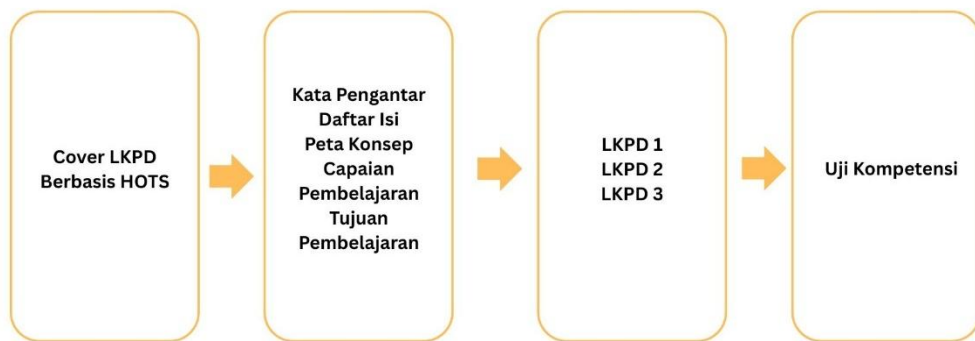 Cover LKPD
Berbasis HOTS
Kata Pengantar
Daftar Isi
Peta Konsep
Capaian
Pembelajaran
Tujuan
Pembelajaran
LKPD 1
LKPD 2
LKPD 3
Uji Kompetensi